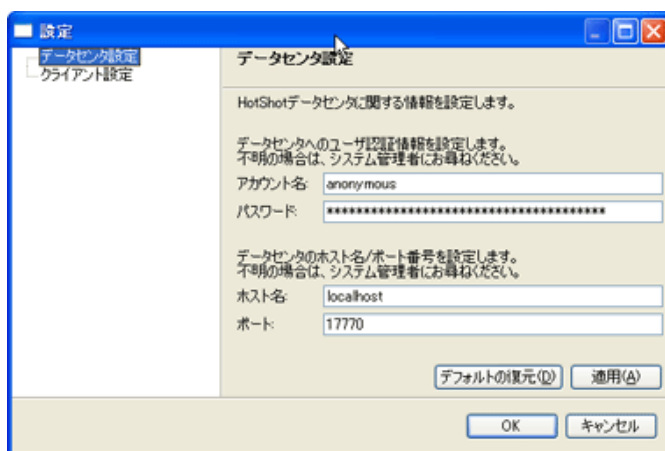 設定
データセンタ設定
クライアント設定
データセンタ設定
HotShotデータセンタに関する情報を設定します。
データセンタへのユーザ認証情報を設定します。
不明の場合は、システム管理者にお尋ねください。
アカウント名: anonymous
パスワード: **************************************
データセンタのホスト名/ポート番号を設定します。
不明の場合は、システム管理者にお尋ねください。
ホスト名: localhost
ポート: 17770
デフォルトの復元(D) 適用(A)
OK キャンセル